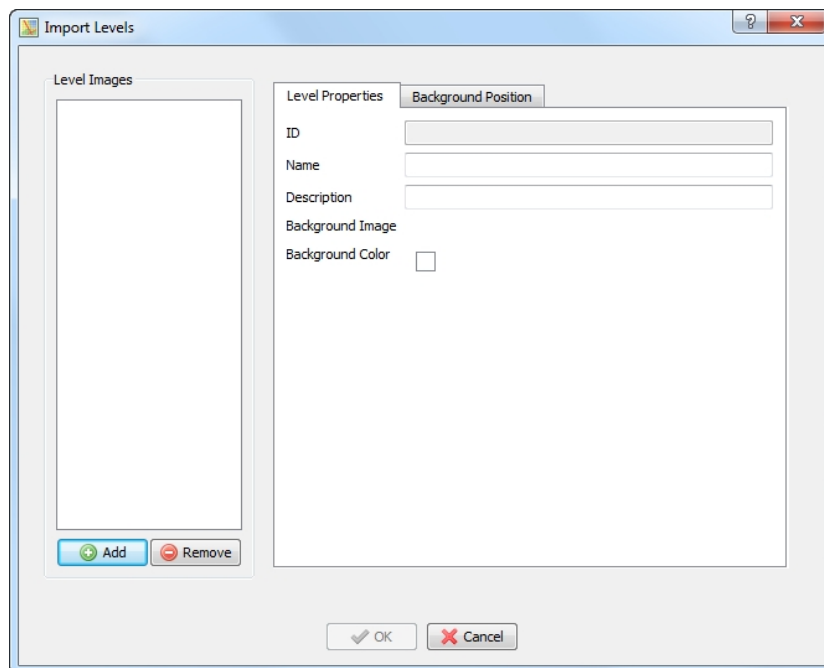 Import Levels
?
Level Images
Level Properties
Background Position
ID
Name
Description
Background Image
Background Color
Add
Remove
OK
Cancel